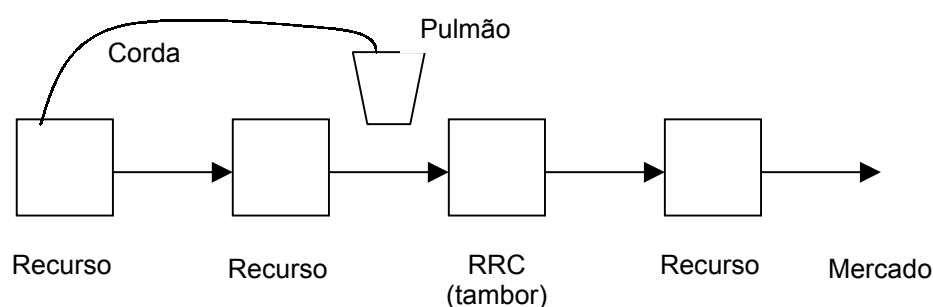 Pulmão
Corda
Recurso
Recurso
RRC
(tambor)
Recurso
Mercado